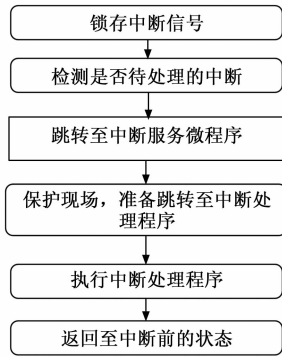 锁存中断信号
检测是否待处理的中断
跳转至中断服务微程序
保护现场，准备跳转至中断处
理程序
执行中断处理程序
返回至中断前的状态